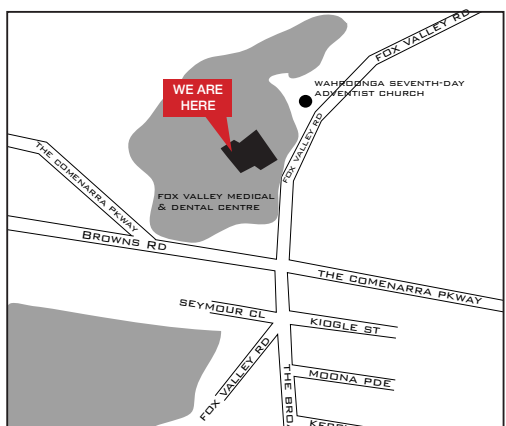 FOX VALLEY RD
WE ARE
HERE
WAHROONGA SEVENTH-DAY
ADVENTIST CHURCH
FOX VALLEY RD
THE COMENARRA PKWAY
FOX VALLEY MEDICAL
& DENTAL CENTRE
BROWNS RD
THE COMENARRA PKWAY
SEYMOUR CL
KIOGLE ST
FOX VALLEY RD
MOONA PDE
THE